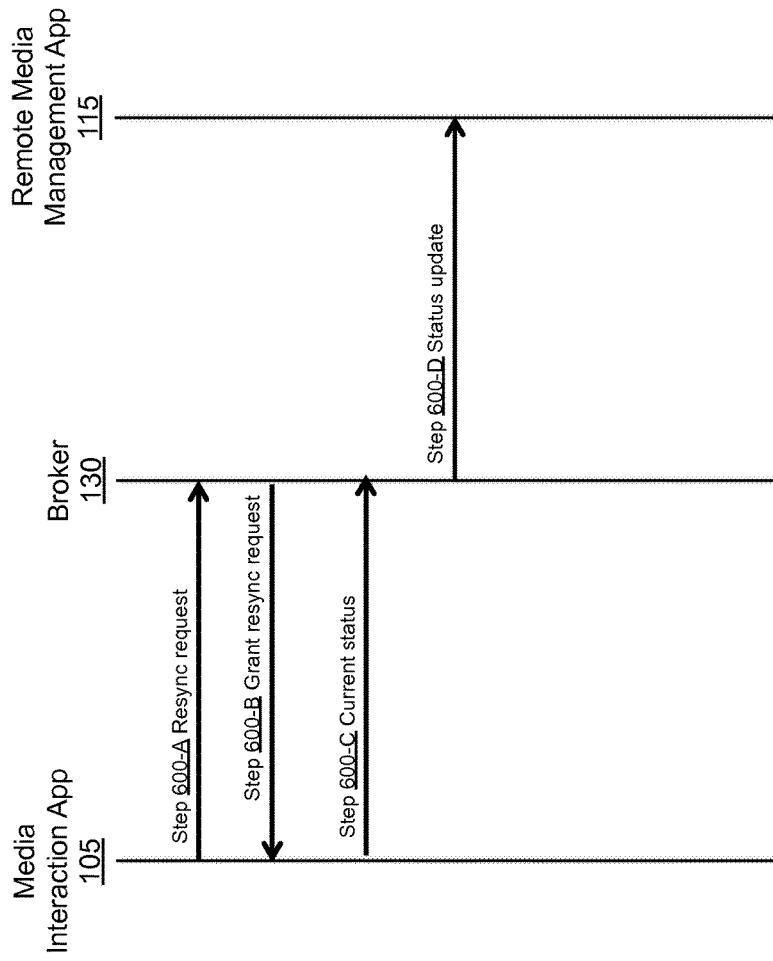 Media
Interaction App
105
Broker
130
Remote Media
Management App
115
Step 600-A Resync request
Step 600-B Grant resync request
Step 600-C Current status
Step 600-D Status update